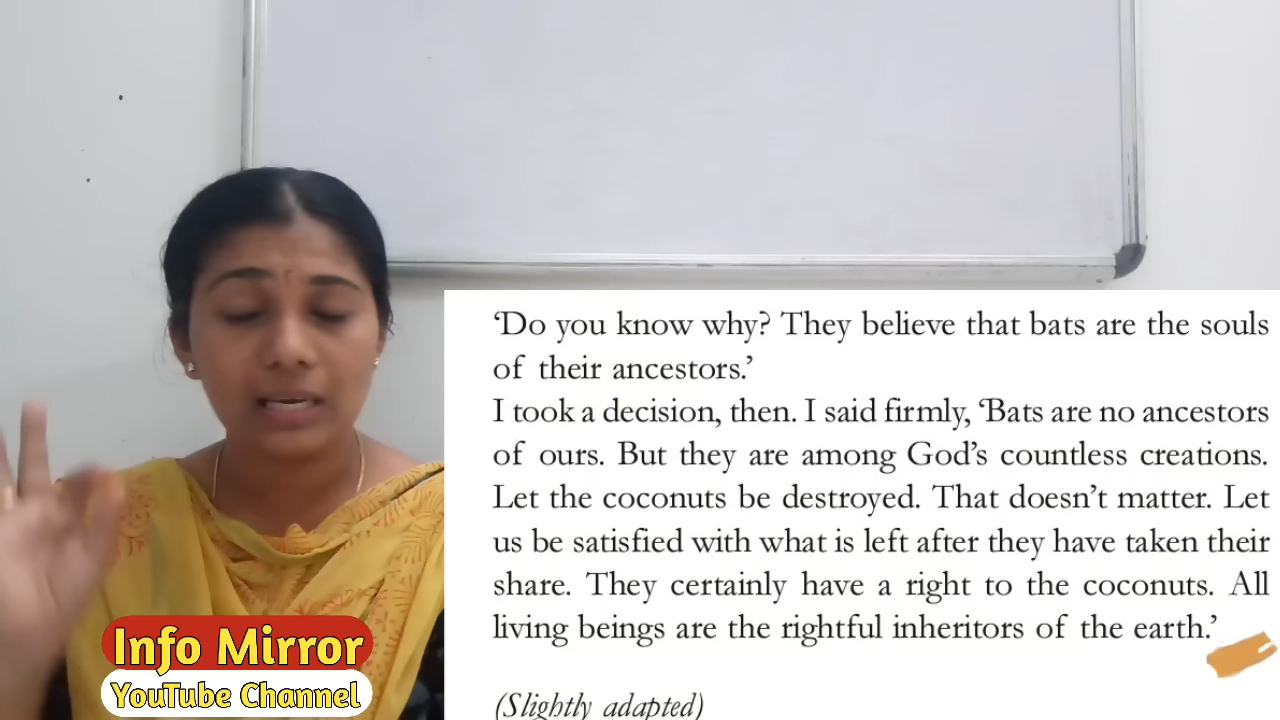 ‘Do you know why? They believe that bats are the souls
of their ancestors.’
I took a decision, then. I said firmly, ‘Bats are no ancestors
of ours. But they are among God’s countless creations.
Let the coconuts be destroyed. That doesn’t matter. Let
us be satisfied with what is left after they have taken their
share. They certainly have a right to the coconuts. All
living beings are the rightful inheritors of the earth.’
(Slightly adapted)
Info Mirror
YouTube Channel